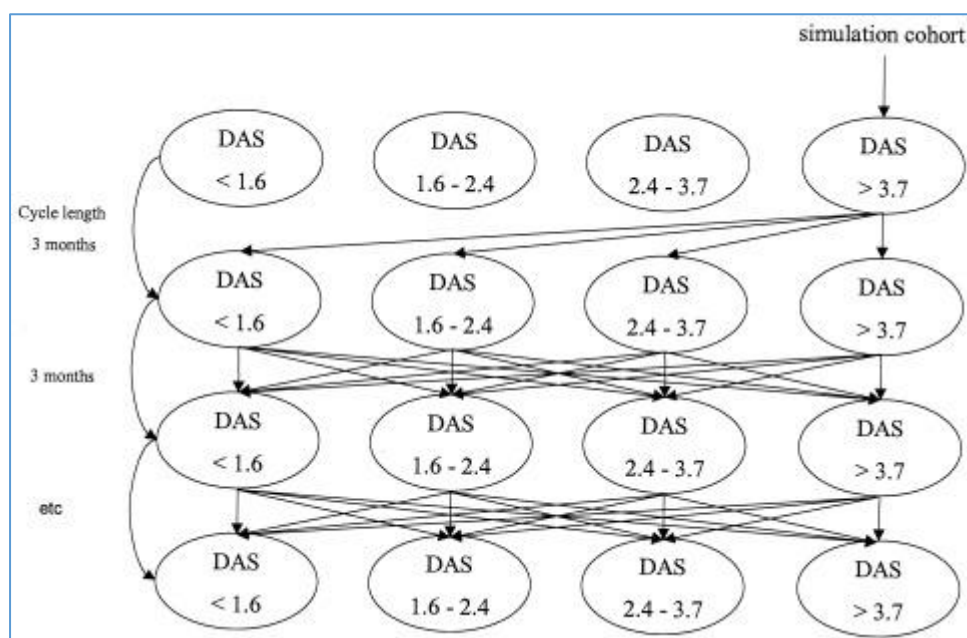 simulation cohort
DAS
< 1.6
DAS
1.6 - 2.4
DAS
2.4 - 3.7
DAS
> 3.7
Cycle length
3 months
DAS
< 1.6
DAS
1.6 - 2.4
DAS
2.4 - 3.7
DAS
> 3.7
3 months
DAS
< 1.6
DAS
1.6 - 2.4
DAS
2.4 - 3.7
DAS
> 3.7
etc
DAS
< 1.6
DAS
1.6 - 2.4
DAS
2.4 - 3.7
DAS
> 3.7